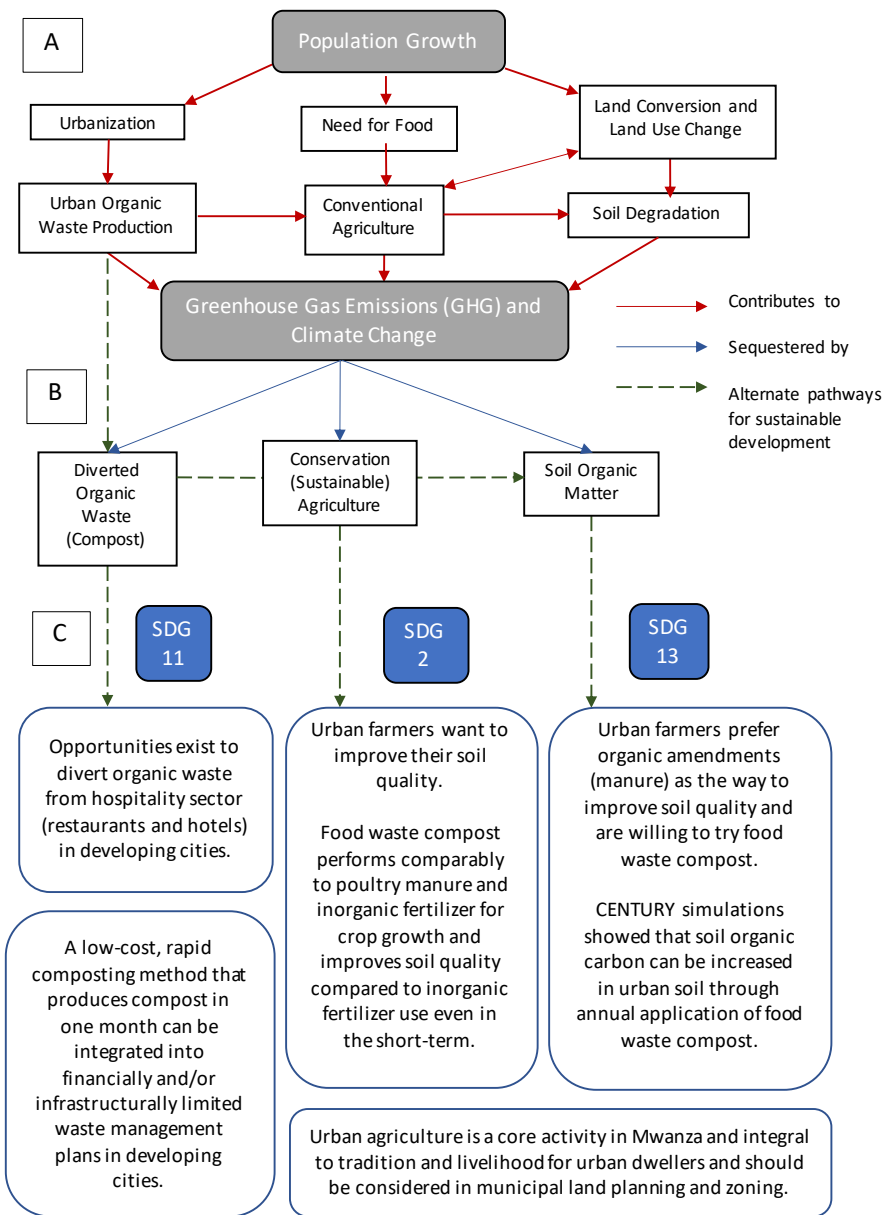 A
Population Growth
Urbanization
Need for Food
Land Conversion and
Land Use Change
Urban Organic
Waste Production
Conventional
Agriculture
Soil Degradation
Greenhouse Gas Emissions (GHG) and
Climate Change
Contributes to
Sequestered by
Alternate pathways
for sustainable
development
B
Diverted
Organic
Waste
(Compost)
Conservation
(Sustainable)
Agriculture
Soil Organic
Matter
C
SDG
11
SDG
2
SDG
13
Opportunities exist to
divert organic waste
from hospitality sector
(restaurants and hotels)
in developing cities.
A low-cost, rapid
composting method that
produces compost in
one month can be
integrated into
financially and/or
infrastructurally limited
waste management
plans in developing
cities.
Urban farmers want to
improve their soil
quality.
Food waste compost
performs comparably
to poultry manure and
inorganic fertilizer for
crop growth and
improves soil quality
compared to inorganic
fertilizer use even in
the short-term.
Urban farmers prefer
organic amendments
(manure) as the way to
improve soil quality and
are willing to try food
waste compost.
CENTURY simulations
showed that soil organic
carbon can be increased
in urban soil through
annual application of food
waste compost.
Urban agriculture is a core activity in Mwanza and integral
to tradition and livelihood for urban dwellers and should
be considered in municipal land planning and zoning.